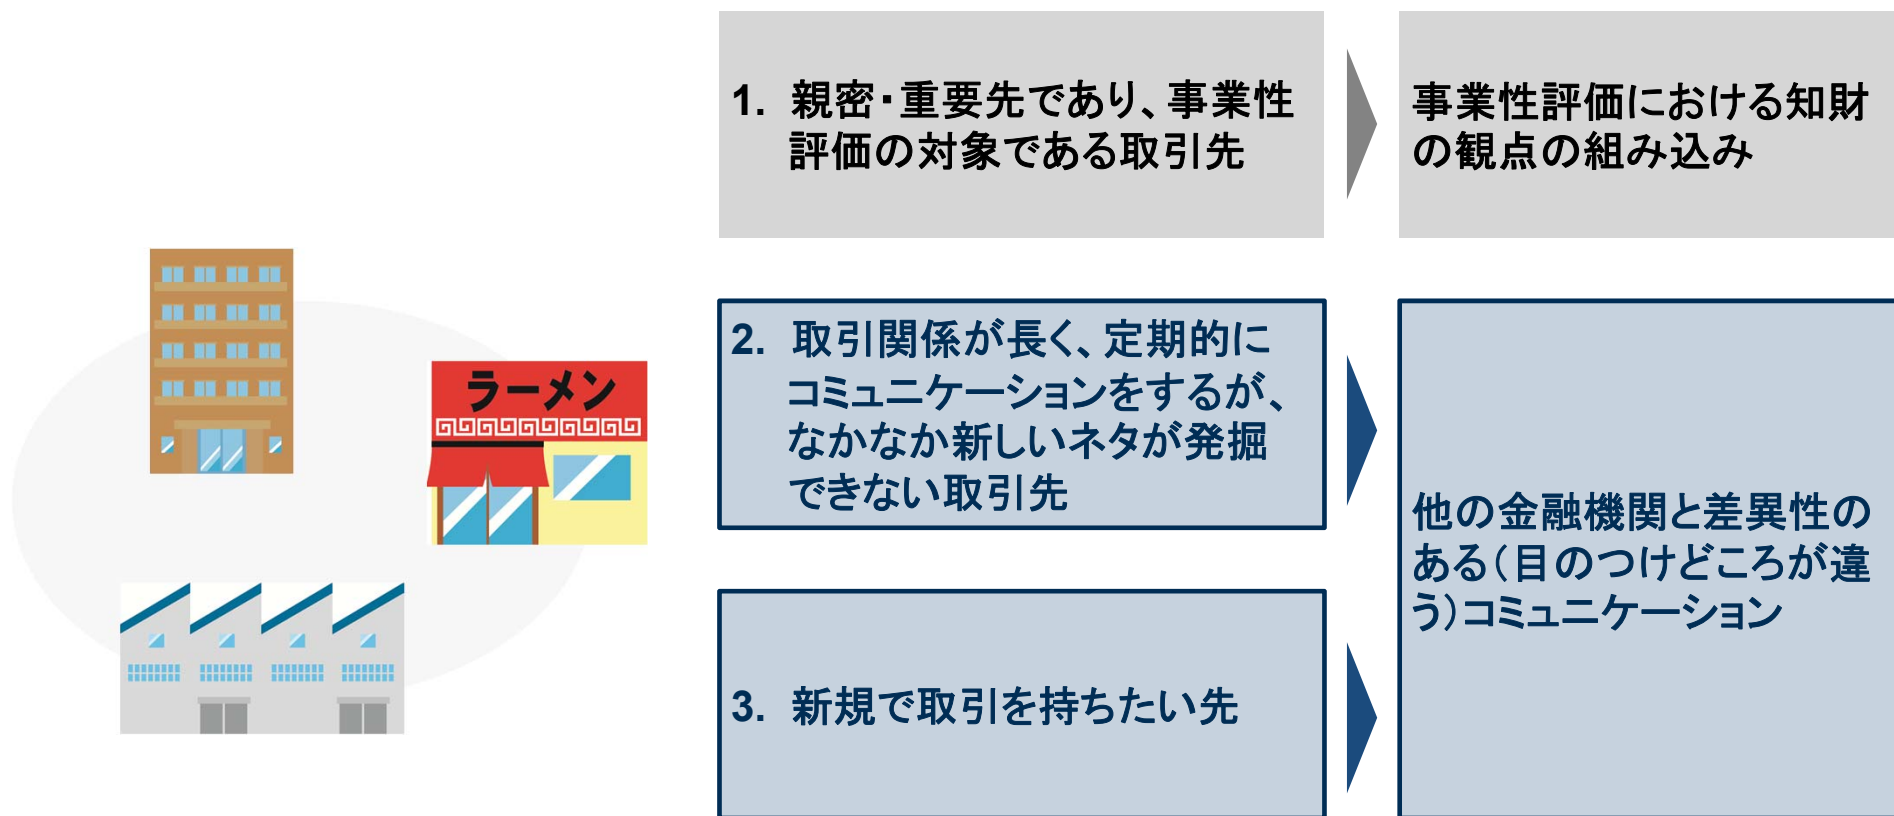 1. 親密・重要先であり、事業性
評価の対象である取引先
事業性評価における知財
の観点の組み込み
ラーメン
2. 取引関係が長く、定期的に
コミュニケーションをするが、
なかなか新しいネタが発掘
できない取引先
他の金融機関と差異性の
ある（目のつけどころが違
う）コミュニケーション
3. 新規で取引を持ちたい先